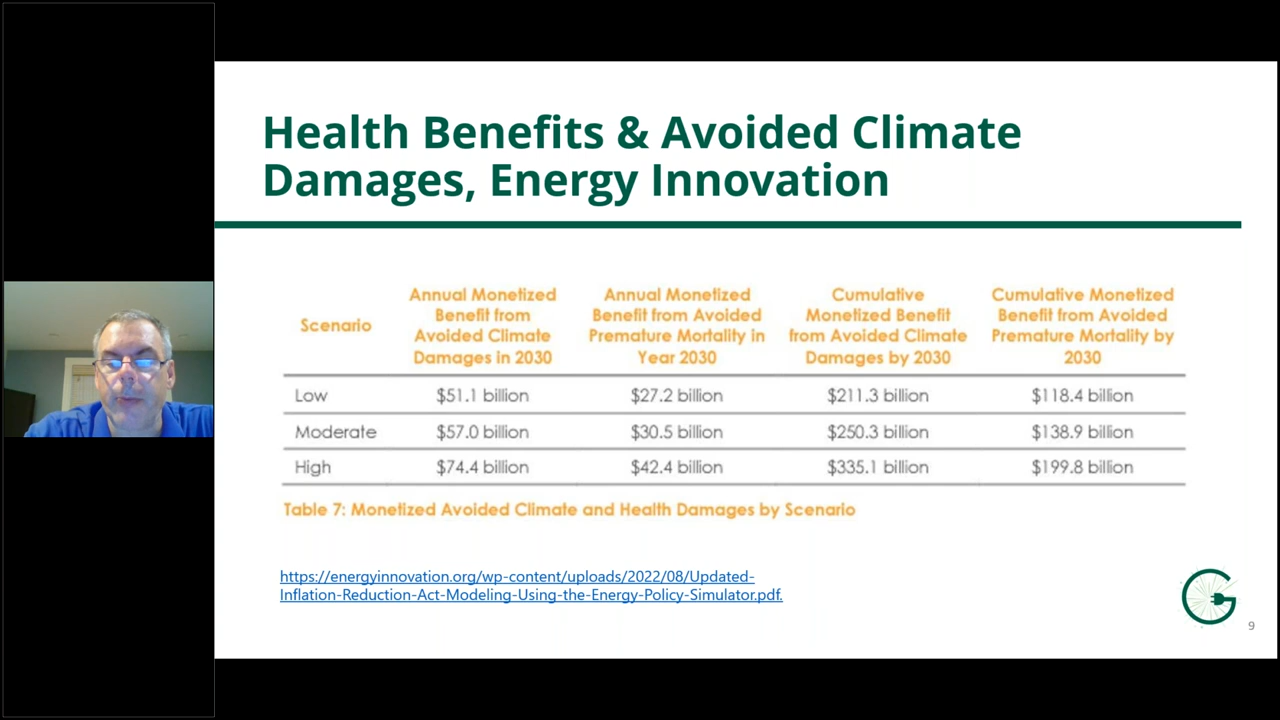 Health Benefits & Avoided Climate
Damages, Energy Innovation
Scenario
Annual Monetized
Benefit from
Avoided Climate
Damages in 2030
Annual Monetized
Benefit from Avoided
Premature Mortality in
Year 2030
Cumulative
Monetized Benefit
from Avoided Climate
Damages by 2030
Cumulative Monetized
Benefit from Avoided
Premature Mortality by
2030
Low $51.1 billion $27.2 billion $211.3 billion $118.4 billion
Moderate $57.0 billion $30.5 billion $250.3 billion $138.9 billion
High $74.4 billion $42.4 billion $335.1 billion $199.8 billion
Table 7: Monetized Avoided Climate and Health Damages by Scenario
https://energyinnovation.org/wp-content/uploads/2022/08/Updated-
Inflation-Reduction-Act-Modeling-Using-the-Energy-Policy-Simulator.pdf.
9